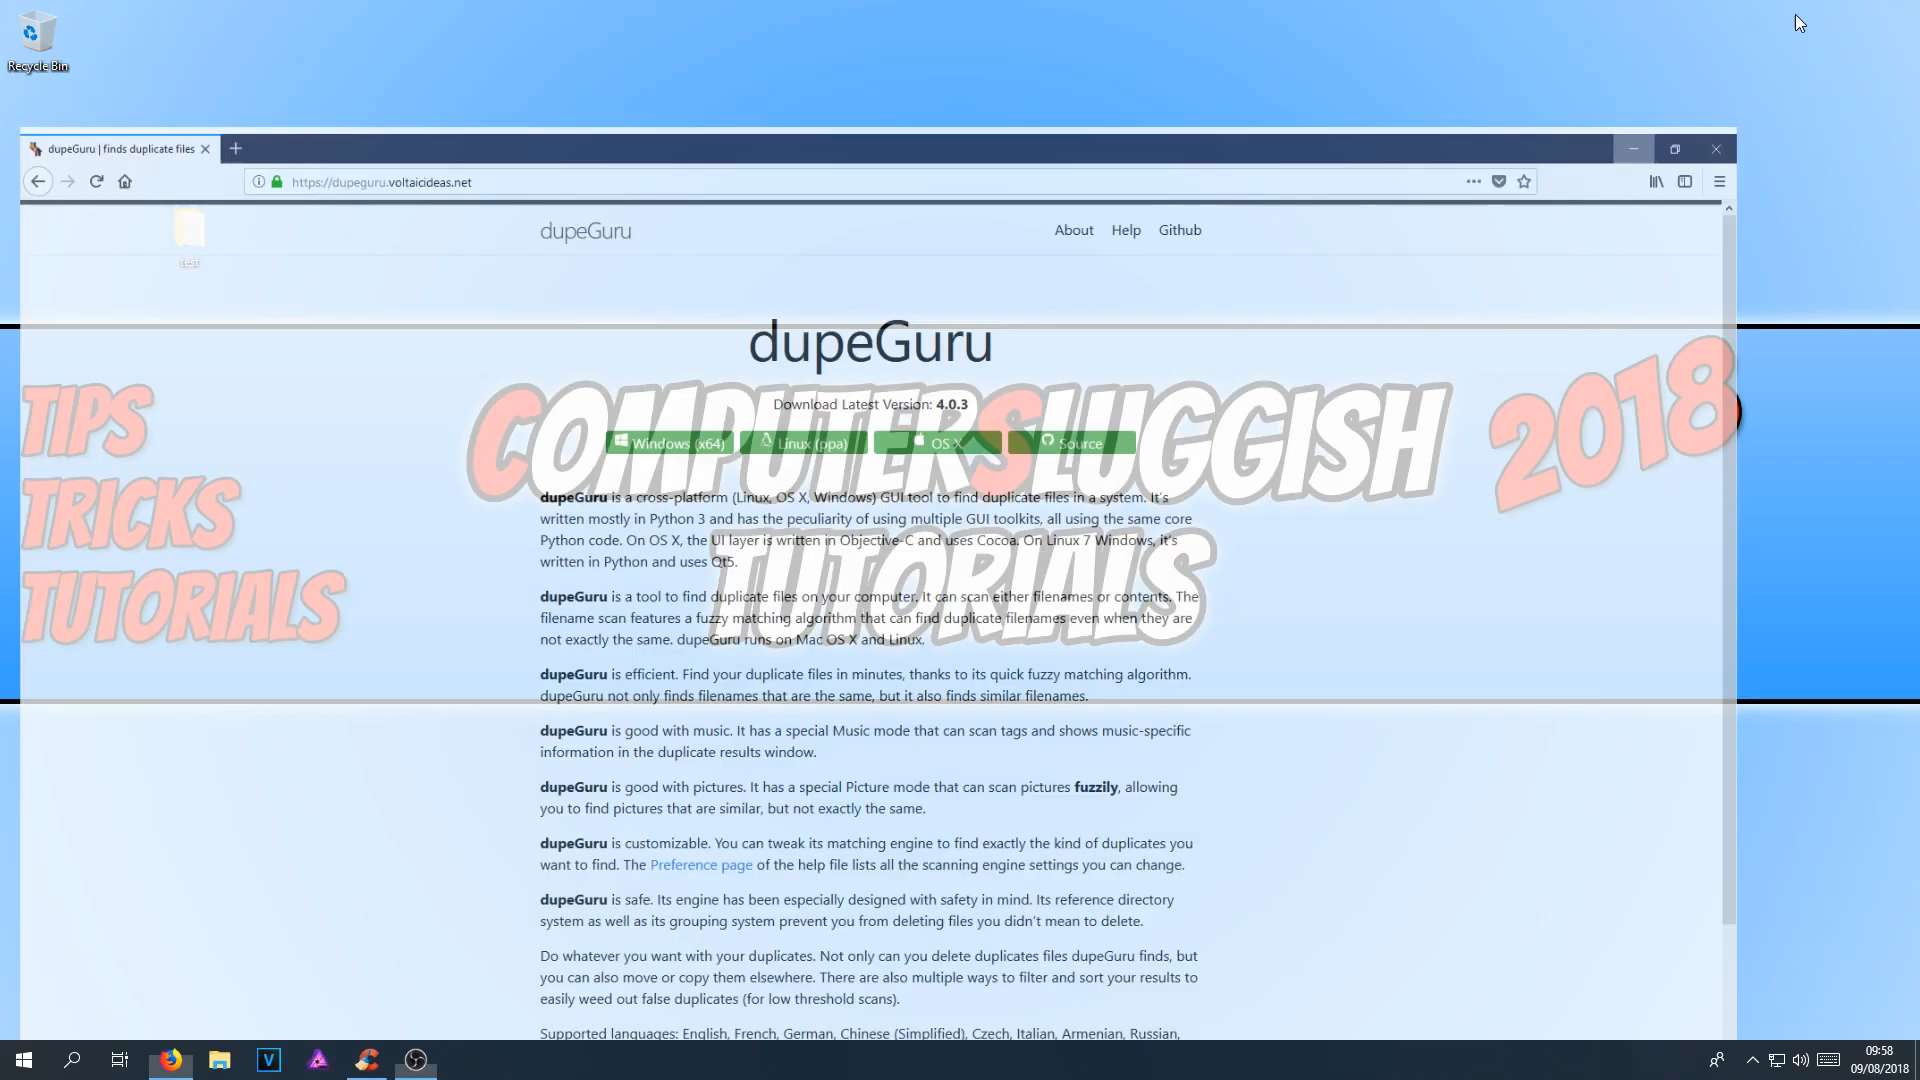 Recycle Bin
dupeGuru | finds duplicate files
https://dupeguru.voltaicideas.net
dupeGuru
About Help Github
test
dupeGuru
Download Latest Version: 4.0.3
Windows (x64) Linux (ppa) OS X Source
TIPS
TRICKS
TUTORIALS
COMPUTERSLUGGISH
TUTORIALS
2018
dupeGuru is a cross-platform (Linux, OS X, Windows) GUI tool to find duplicate files in a system. It's
written mostly in Python 3 and has the peculiarity of using multiple GUI toolkits, all using the same core
Python code. On OS X, the UI layer is written in Objective-C and uses Cocoa. On Linux 7 Windows, it's
written in Python and uses Qt5.
dupeGuru is a tool to find duplicate files on your computer. It can scan either filenames or contents. The
filename scan features a fuzzy matching algorithm that can find duplicate filenames even when they are
not exactly the same. dupeGuru runs on Mac OS X and Linux.
dupeGuru is efficient. Find your duplicate files in minutes, thanks to its quick fuzzy matching algorithm.
dupeGuru not only finds filenames that are the same, but it also finds similar filenames.
dupeGuru is good with music. It has a special Music mode that can scan tags and shows music-specific
information in the duplicate results window.
dupeGuru is good with pictures. It has a special Picture mode that can scan pictures fuzzily, allowing
you to find pictures that are similar, but not exactly the same.
dupeGuru is customizable. You can tweak its matching engine to find exactly the kind of duplicates you
want to find. The Preference page of the help file lists all the scanning engine settings you can change.
dupeGuru is safe. Its engine has been especially designed with safety in mind. Its reference directory
system as well as its grouping system prevent you from deleting files you didn't mean to delete.
Do whatever you want with your duplicates. Not only can you delete duplicates files dupeGuru finds, but
you can also move or copy them elsewhere. There are also multiple ways to filter and sort your results to
easily weed out false duplicates (for low threshold scans).
Supported languages: English, French, German, Chinese (Simplified), Czech, Italian, Armenian, Russian,
09:58
09/08/2018